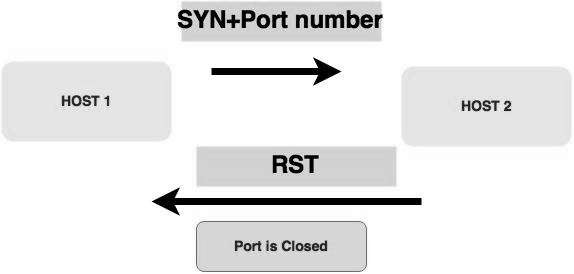 SYN+Port number
HOST 1
HOST 2
RST
Port is Closed